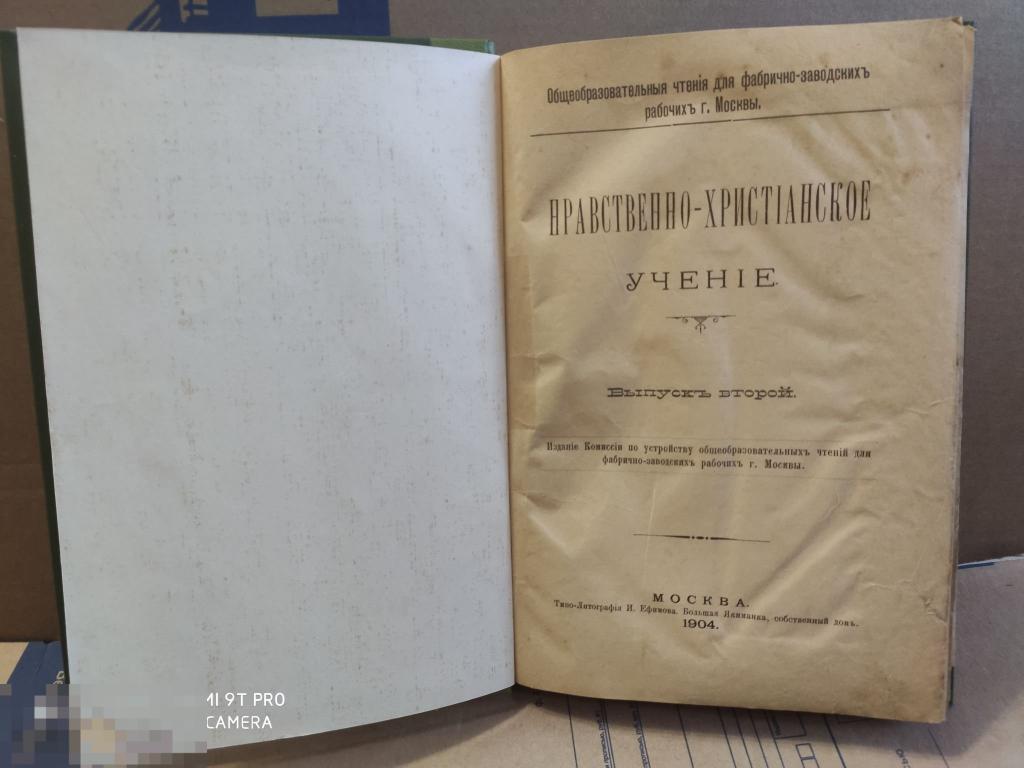 Общеобразовательныя чтенія для фабрично-заводскихъ
рабочихъ г. Москвы.
НРАВСТВЕННО-ХРИСТІАНСКОЕ
УЧЕНІЕ.
Выпускъ второй.
Изданіе Комиссіи по устройству общеобразовательныхъ чтеній для
фабрично-заводскихъ рабочихъ г. Москвы.
МОСКВА.
Типо-Литографія И. Ефимова. Большая Якиманка, собственный домъ.
1904.
MI 9T PRO
CAMERA